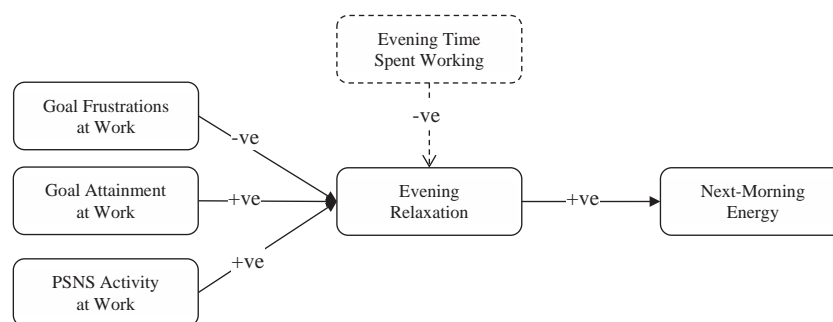 Evening Time
Spent Working
Goal Frustrations
at Work
-ve
-ve
Goal Attainment
at Work
+ve
Evening
Relaxation
+ve
Next-Morning
Energy
+ve
PSNS Activity
at Work